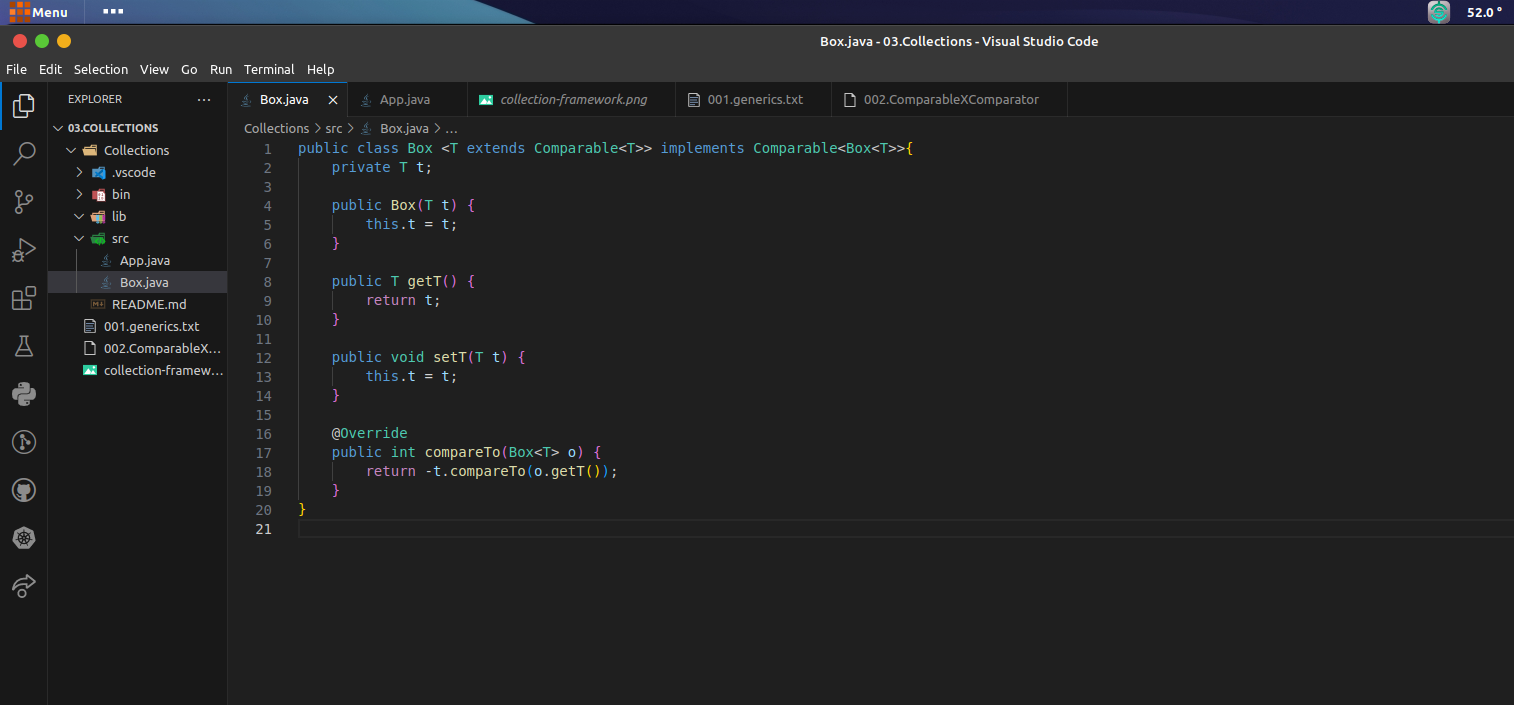 Menu
52.0 °
Box.java - 03.Collections - Visual Studio Code
File Edit Selection View Go Run Terminal Help
EXPLORER
03.COLLECTIONS
Collections
.vscode
bin
lib
src
App.java
Box.java
README.md
001.generics.txt
002.ComparableX...
collection-framew...
Box.java App.java collection-framework.png 001.generics.txt 002.ComparableXComparator
Collections > src > Box.java > ...
1 public class Box <T extends Comparable<T>> implements Comparable<Box<T>>{
2     private T t;
3
4     public Box(T t) {
5         this.t = t;
6     }
7
8     public T getT() {
9         return t;
10     }
11
12     public void setT(T t) {
13         this.t = t;
14     }
15
16     @Override
17     public int compareTo(Box<T> o) {
18         return -t.compareTo(o.getT());
19     }
20 }
21